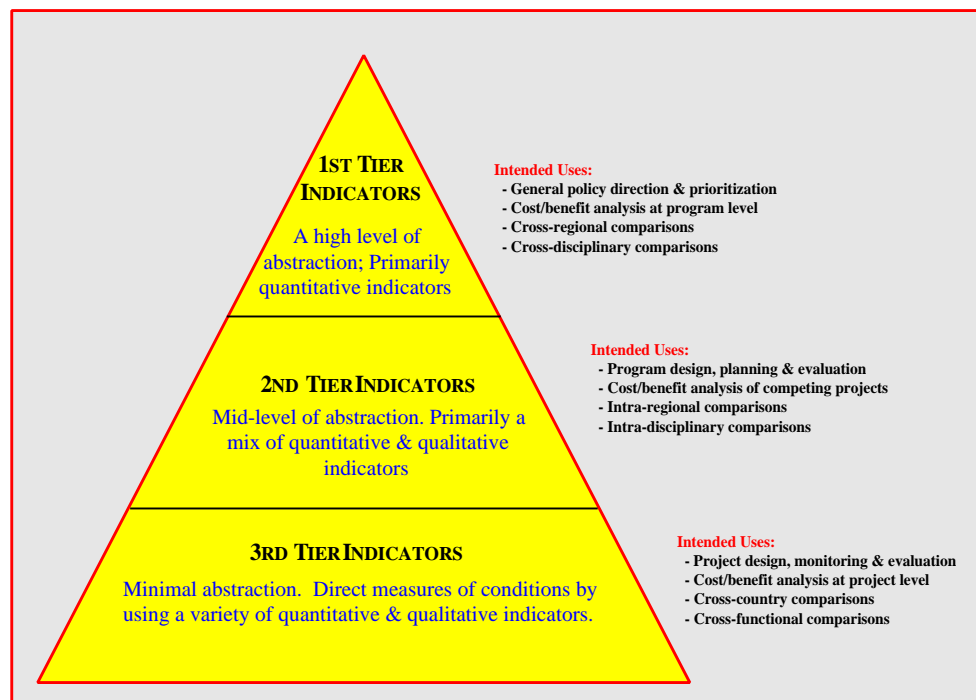 1ST TIER
INDICATORS
A high level of
abstraction; Primarily
quantitative indicators
Intended Uses:
- General policy direction & prioritization
- Cost/benefit analysis at program level
- Cross-regional comparisons
- Cross-disciplinary comparisons
2ND TIER INDICATORS
Mid-level of abstraction. Primarily a
mix of quantitative & qualitative
indicators
Intended Uses:
- Program design, planning & evaluation
- Cost/benefit analysis of competing projects
- Intra-regional comparisons
- Intra-disciplinary comparisons
3RD TIER INDICATORS
Minimal abstraction. Direct measures of conditions by
using a variety of quantitative & qualitative indicators.
Intended Uses:
- Project design, monitoring & evaluation
- Cost/benefit analysis at project level
- Cross-country comparisons
- Cross-functional comparisons